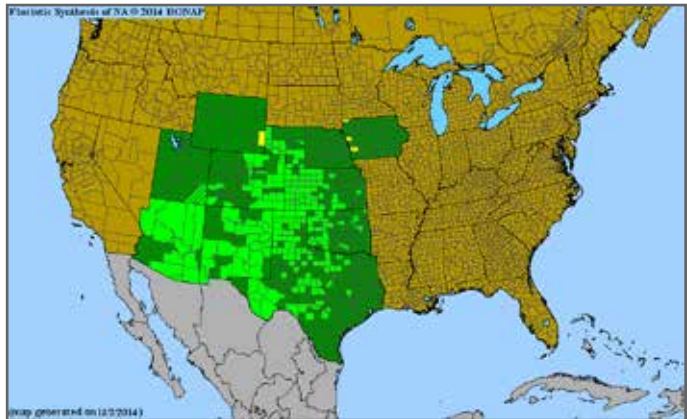 Floristic Synthesis of NA © 2014 BONAP
(map generated on 12/2/2014)